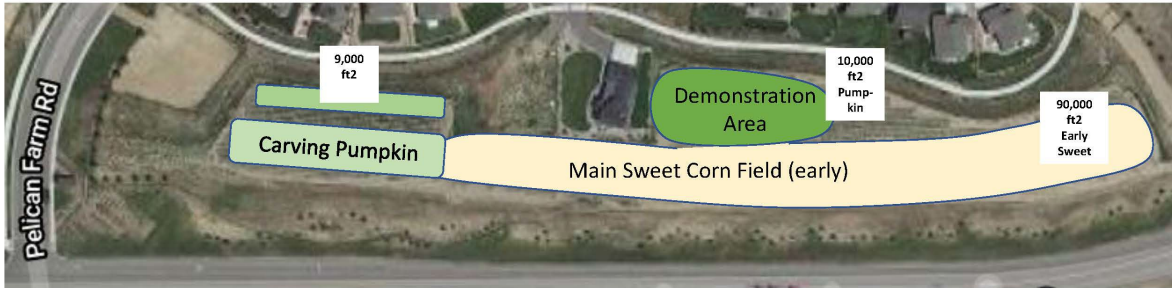 Pelican Farm Rd
9,000
ft2
10,000
ft2
Pump-
kin
90,000
ft2
Early
Sweet
Demonstration
Area
Carving Pumpkin
Main Sweet Corn Field (early)